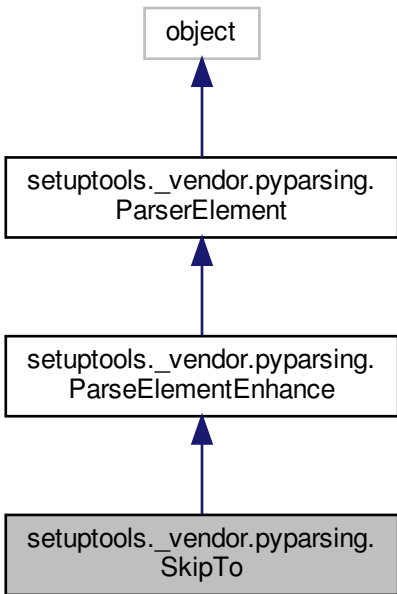 object
setuptools._vendor.pyparsing.
ParserElement
setuptools._vendor.pyparsing.
ParseElementEnhance
setuptools._vendor.pyparsing.
SkipTo